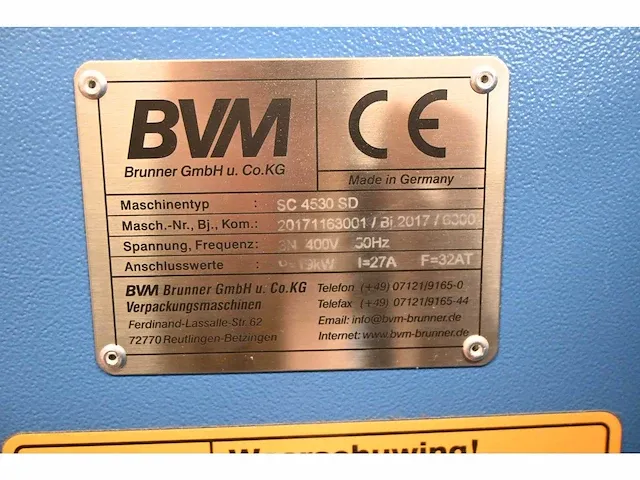 BVM
Brunner GmbH u. Co.KG
CE
Made in Germany
Maschinentyp : SC 4530 SD
Masch.-Nr., Bj., Kom.: 20171163001 / Bj.2017 / 6300
Spannung, Frequenz: 3N 400V 50Hz
Anschlusswerte : P=19kW I=27A F=32AT
BVM Brunner GmbH u. Co.KG
Verpackungsmaschinen
Ferdinand-Lassalle-Str. 62
72770 Reutlingen-Betzingen
Telefon (+49) 07121/9165-0
Telefax (+49) 07121/9165-44
Email: info@bvm-brunner.de
Internet: www.bvm-brunner.de
Waarschuwing!